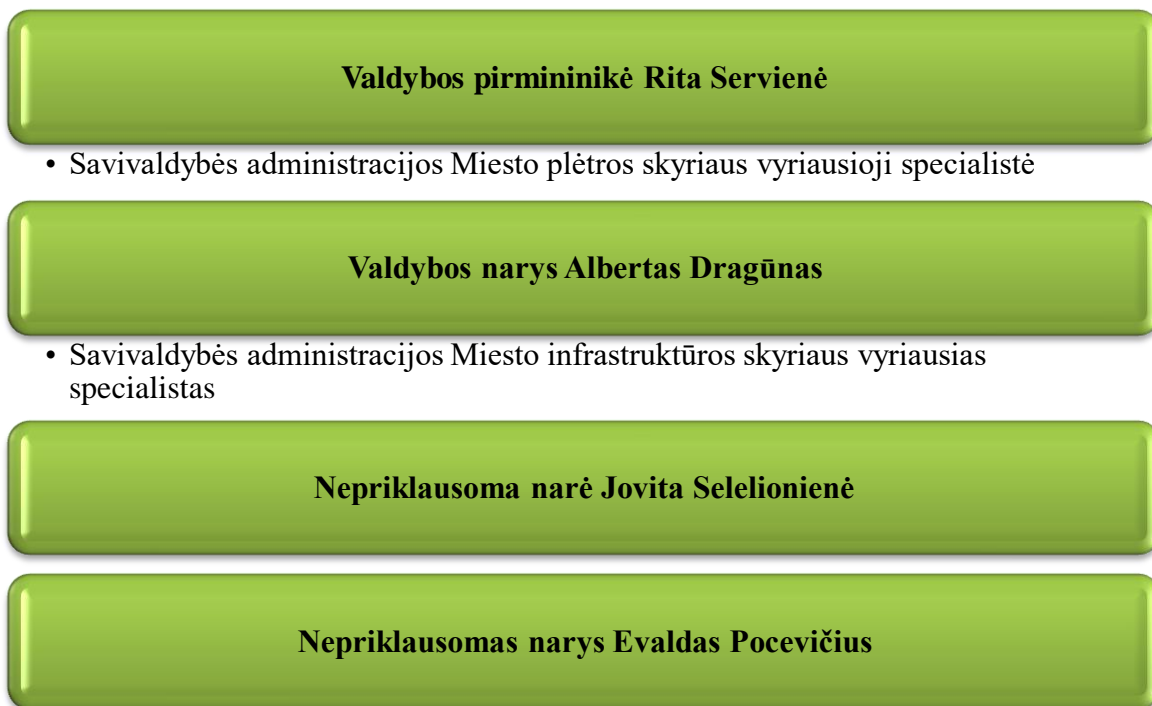 Valdybos pirmininikė Rita Servienė
• Savivaldybės administracijos Miesto plėtros skyriaus vyriausioji specialistė
Valdybos narys Albertas Dragūnas
• Savivaldybės administracijos Miesto infrastruktūros skyriaus vyriausias
specialistas
Nepriklausoma narė Jovita Selelionienė
Nepriklausomas narys Evaldas Pocevičius